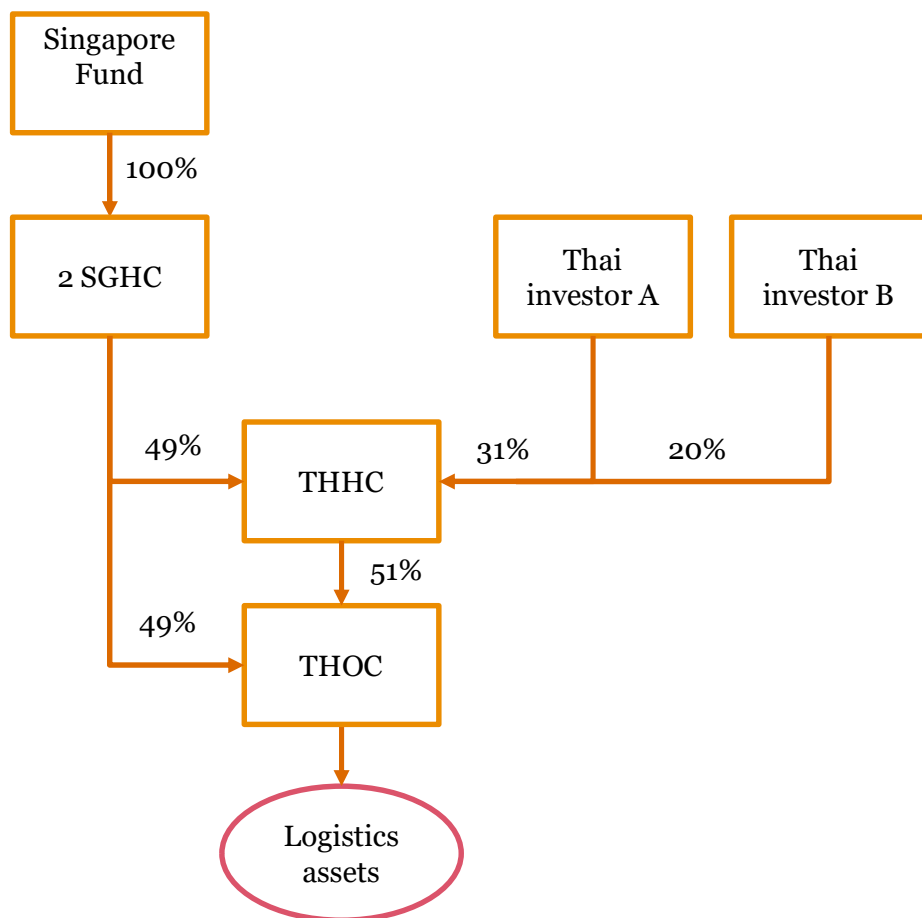 Singapore
Fund
100%
2 SGHC
Thai
investor A
Thai
investor B
49%
THHC
31%
20%
51%
49%
THOC
Logistics
assets